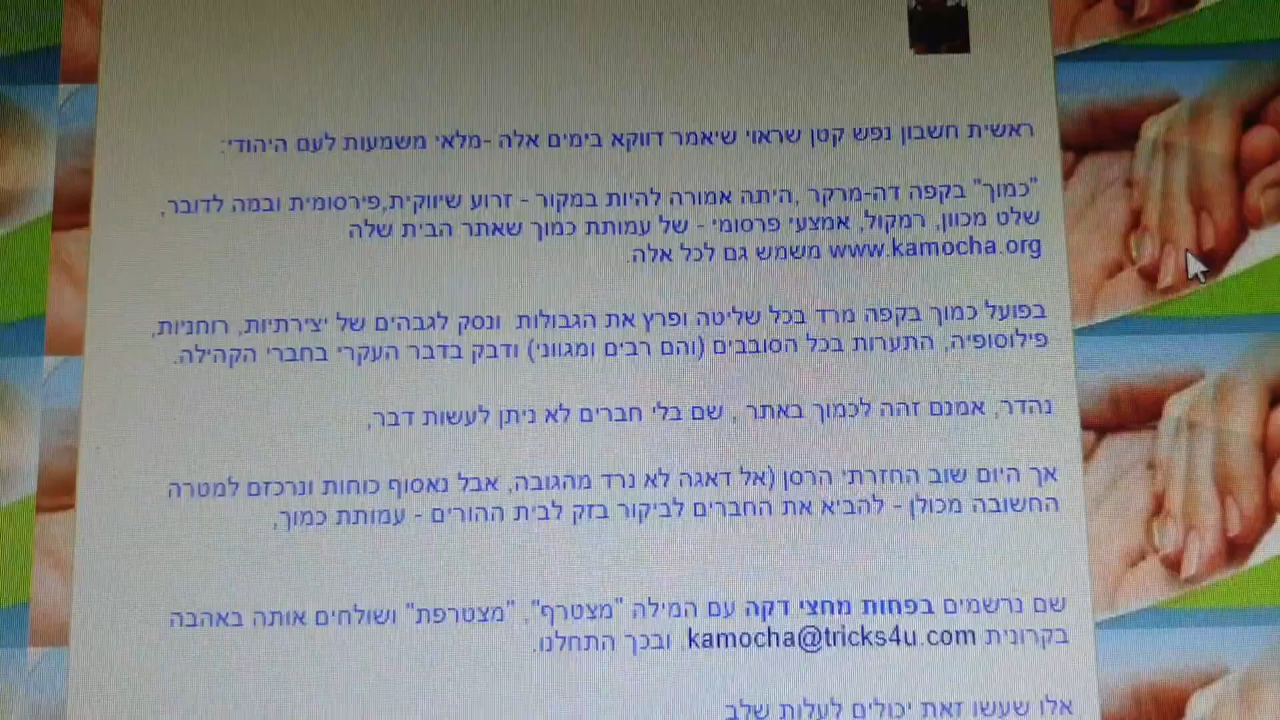 ראשית חשבון נפש קטן שראוי שיאמר דווקא בימים אלה -מלאי משמעות לעם היהודי:
"כמוך" בקפה דה-מרקר ,היתה אמורה להיות במקור - זרוע שיווקית,פירסומית ובמה לדובר,
שלט מכוון, רמקול, אמצעי פרסומי - של עמותת כמוך שאתר הבית שלה
www.kamocha.org משמש גם לכל אלה.
בפועל כמוך בקפה מרד בכל שליטה ופרץ את הגבולות ונסק לגבהים של יצירתיות, רוחניות,
פילוסופיה, התערות בכל הסובבים (והם רבים ומגווני) ודבק בדבר העקרי בחברי הקהילה.
נהדר, אמנם זהה לכמוך באתר , שם בלי חברים לא ניתן לעשות דבר,
אך היום שוב החזרתי הרסן (אל דאגה לא נרד מהגובה, אבל נאסוף כוחות ונרכזם למטרה
החשובה מכולן - להביא את החברים לביקור בזק לבית ההורים - עמותת כמוך,
שם נרשמים בפחות מחצי דקה עם המילה "מצטרף", "מצטרפת" ושולחים אותה באהבה
בקרונית kamocha@tricks4u.com, ובכך התחלנו.
אלו שעשו זאת יכולים לעלות שלב